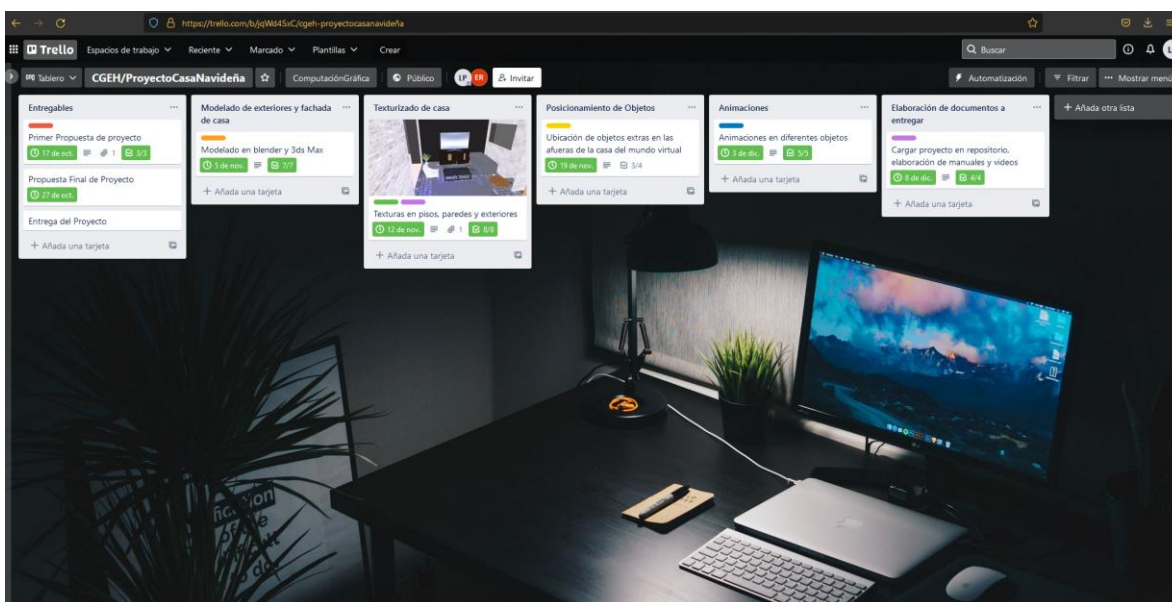 https://trello.com/b/jqWd45xC/cgeh-proyectocasanavideña
Trello Espacios de trabajo Reciente Marcado Plantillas Crear Buscar
Tablero CGEH/ProyectoCasaNavideña ComputaciónGráfica Público LP ER Invitar Automatización Filtrar Mostrar menú
Entregables
Primer Propuesta de proyecto
17 de oct. 1 3/3
Propuesta Final de Proyecto
27 de oct.
Entrega del Proyecto
+ Añada una tarjeta
Modelado de exteriores y fachada
de casa
Modelado en blender y 3ds Max
5 de nov. 7/7
+ Añada una tarjeta
Texturizado de casa
Texturas en pisos, paredes y exteriores
12 de nov. 1 8/8
+ Añada una tarjeta
Posicionamiento de Objetos
Ubicación de objetos extras en las
afueras de la casa del mundo virtual
19 de nov. 3/4
+ Añada una tarjeta
Animaciones
Animaciones en diferentes objetos
3 de dic. 5/5
+ Añada una tarjeta
Elaboración de documentos a
entregar
Cargar proyecto en repositorio,
elaboración de manuales y videos
8 de dic. 4/4
+ Añada una tarjeta
+ Añada otra lista